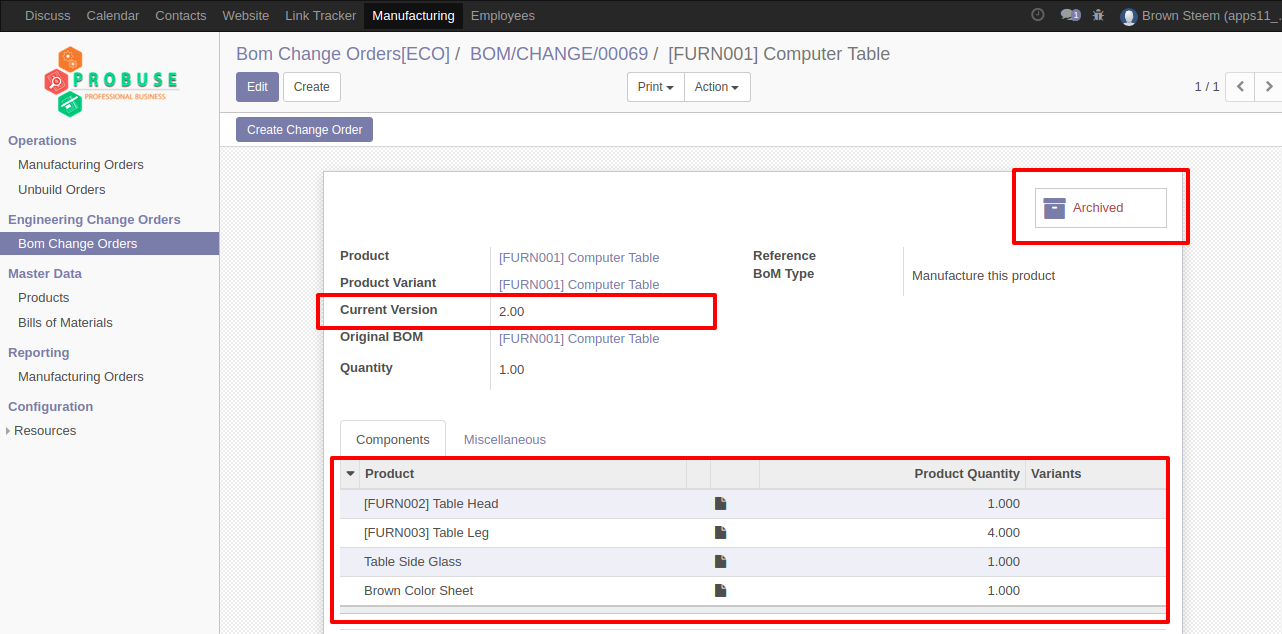 Discuss Calendar Contacts Website Link Tracker Manufacturing Employees 1 Brown Steem (apps11_
PROBUSE
PROFESSIONAL BUSINESS
Operations
Manufacturing Orders
Unbuild Orders
Engineering Change Orders
Bom Change Orders
Master Data
Products
Bills of Materials
Reporting
Manufacturing Orders
Configuration
Resources
Bom Change Orders[ECO] / BOM/CHANGE/00069 / [FURN001] Computer Table
Edit Create Print Action 1 / 1
Create Change Order
Archived
Product [FURN001] Computer Table
Product Variant [FURN001] Computer Table
Current Version 2.00
Original BOM [FURN001] Computer Table
Quantity 1.00
Reference
BoM Type Manufacture this product
Components Miscellaneous
Product Product Quantity Variants
[FURN002] Table Head 1.000
[FURN003] Table Leg 4.000
Table Side Glass 1.000
Brown Color Sheet 1.000